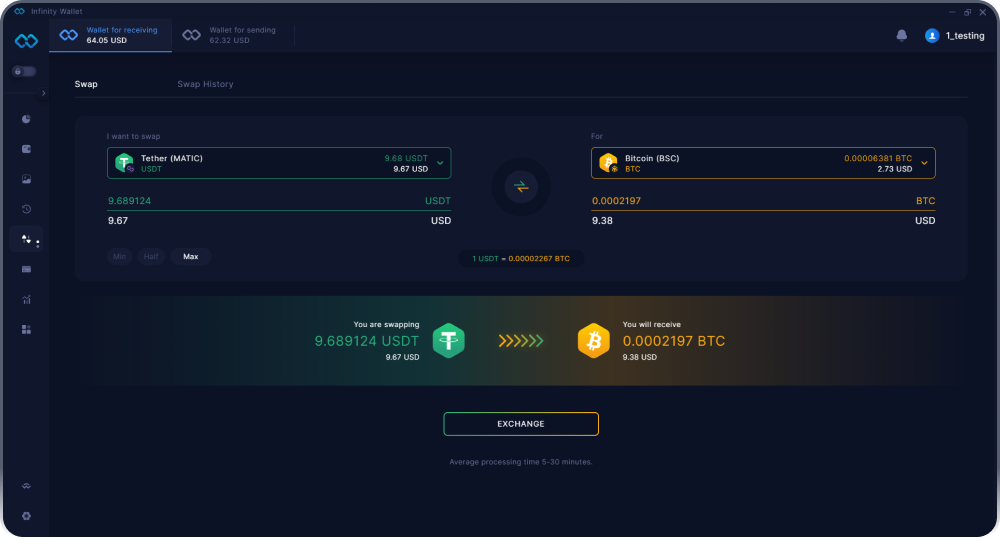 Infinity Wallet
Wallet for receiving
64.05 USD
Wallet for sending
62.32 USD
1_testing
Swap
Swap History
I want to swap
Tether (MATIC)
9.68 USDT
USDT
9.67 USD
9.689124
USDT
9.67
USD
Min
Half
Max
For
Bitcoin (BSC)
0.00006381 BTC
BTC
2.73 USD
0.0002197
BTC
9.38
USD
1 USDT = 0.00002267 BTC
You are swapping
9.689124 USDT
9.67 USD
You will receive
0.0002197 BTC
9.38 USD
EXCHANGE
Average processing time 5-30 minutes.